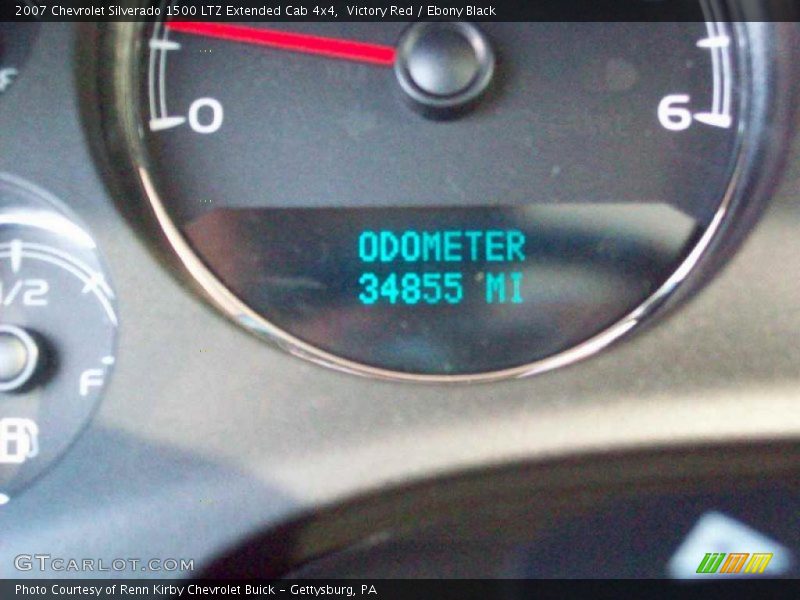 2007 Chevrolet Silverado 1500 LTZ Extended Cab 4x4,  Victory Red / Ebony Black
F
0
6
ODOMETER
34855 MI
1/2
F
GTCARLOT.COM
Photo Courtesy of Renn Kirby Chevrolet Buick – Gettysburg, PA